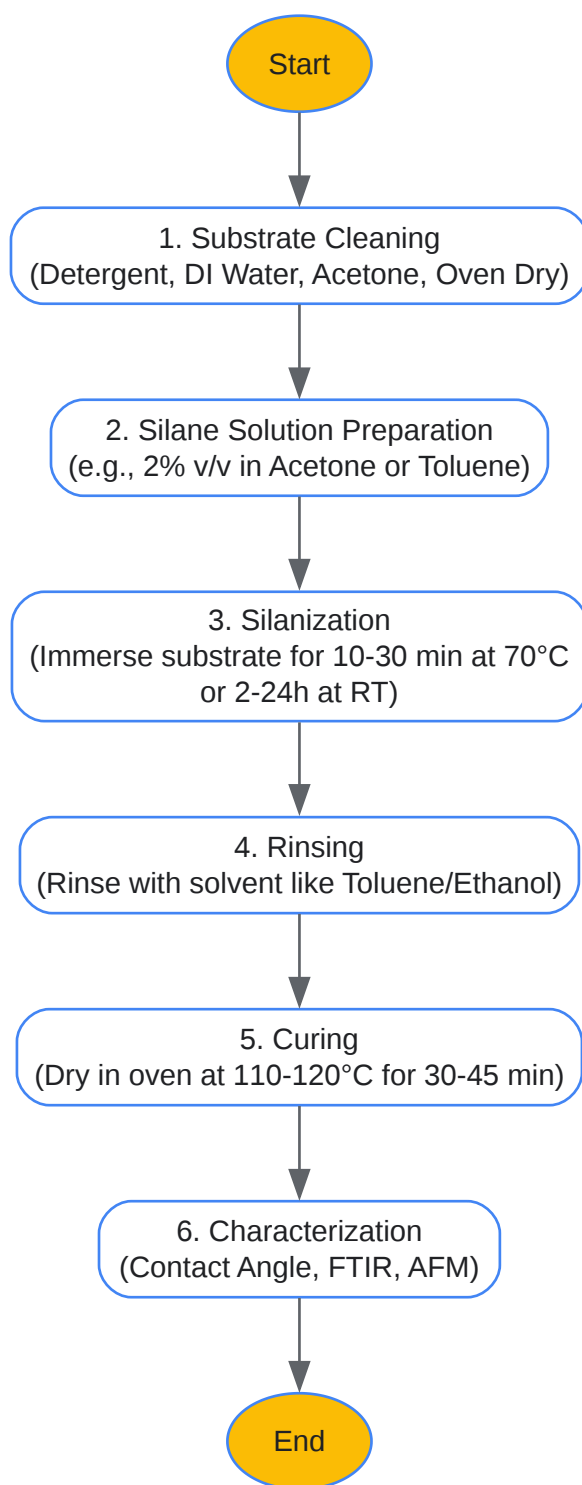 Start
1. Substrate Cleaning
(Detergent, DI Water, Acetone, Oven Dry)
2. Silane Solution Preparation
(e.g., 2% v/v in Acetone or Toluene)
3. Silanization
(Immerse substrate for 10-30 min at 70°C
or 2-24h at RT)
4. Rinsing
(Rinse with solvent like Toluene/Ethanol)
5. Curing
(Dry in oven at 110-120°C for 30-45 min)
6. Characterization
(Contact Angle, FTIR, AFM)
End